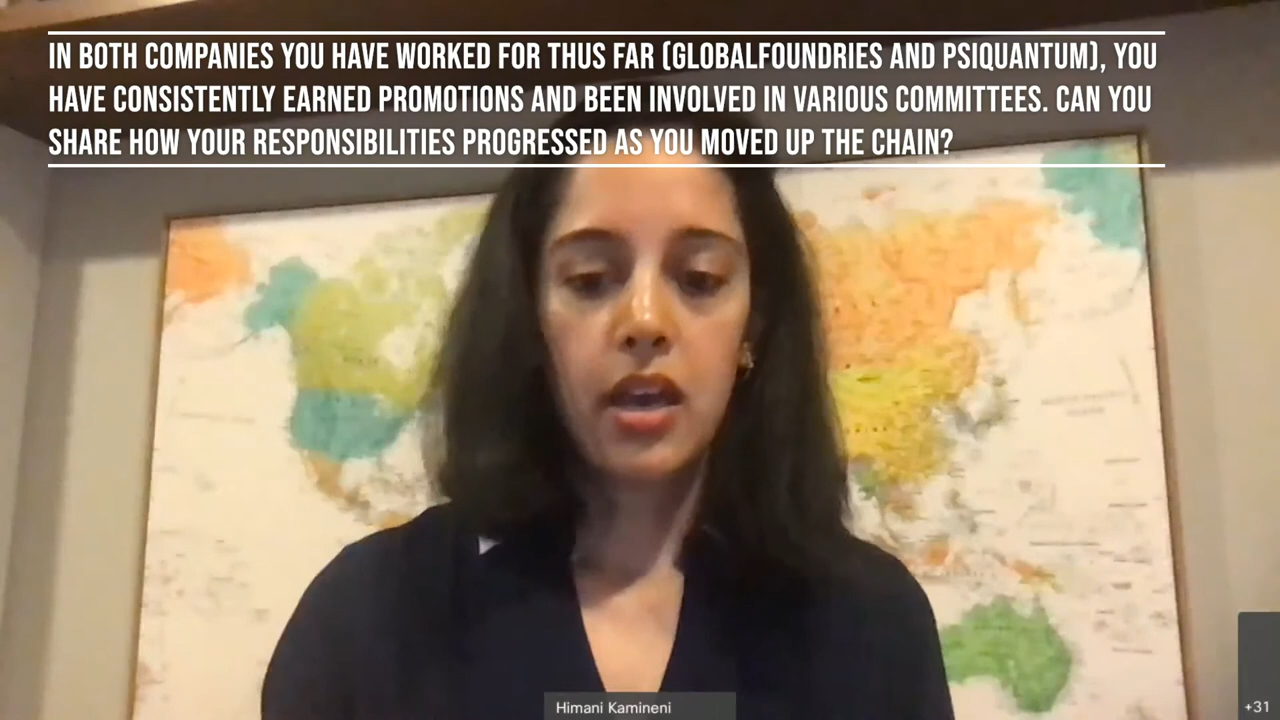 IN BOTH COMPANIES YOU HAVE WORKED FOR THUS FAR (GLOBALFOUNDRIES AND PSIQUANTUM), YOU
HAVE CONSISTENTLY EARNED PROMOTIONS AND BEEN INVOLVED IN VARIOUS COMMITTEES. CAN YOU
SHARE HOW YOUR RESPONSIBILITIES PROGRESSED AS YOU MOVED UP THE CHAIN?
Himani Kamineni
+31